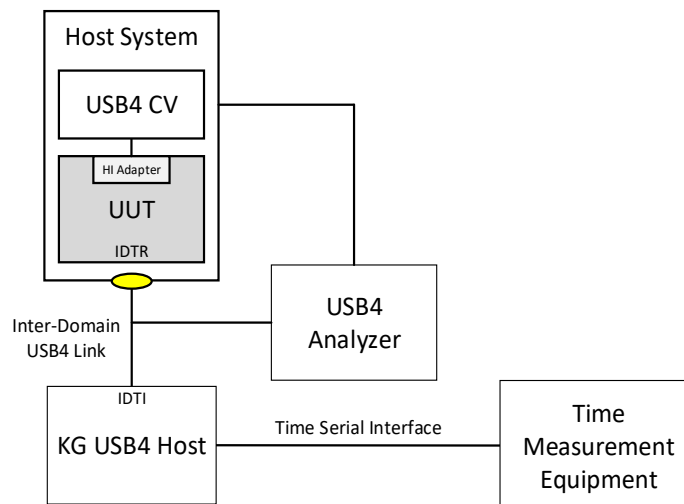 Host System
USB4 CV
HI Adapter
UUT
IDTR
Inter-Domain
USB4 Link
USB4
Analyzer
IDTI
KG USB4 Host
Time Serial Interface
Time
Measurement
Equipment